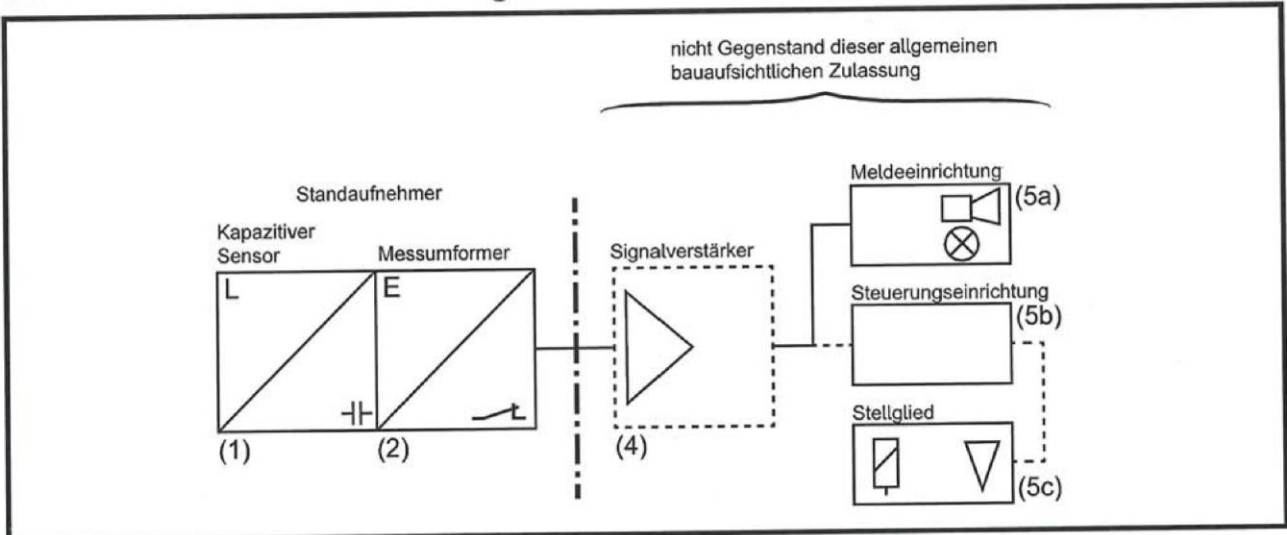 nicht Gegenstand dieser allgemeinen
bauaufsichtlichen Zulassung
Standaufnehmer
Kapazitiver
Sensor
Messumformer
L
E
(1)
(2)
Signalverstärker
(4)
Meldeeinrichtung
(5a)
Steuerungseinrichtung
(5b)
Stellglied
(5c)